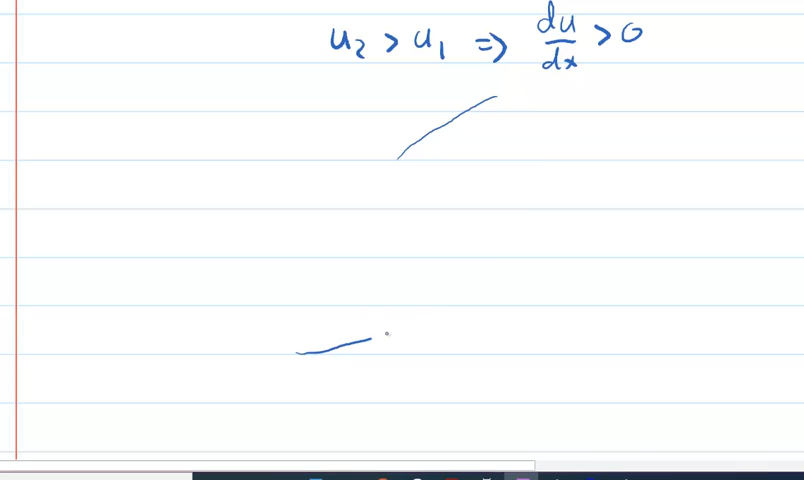 u₂ > u₁ ⇒ du/dx > 0